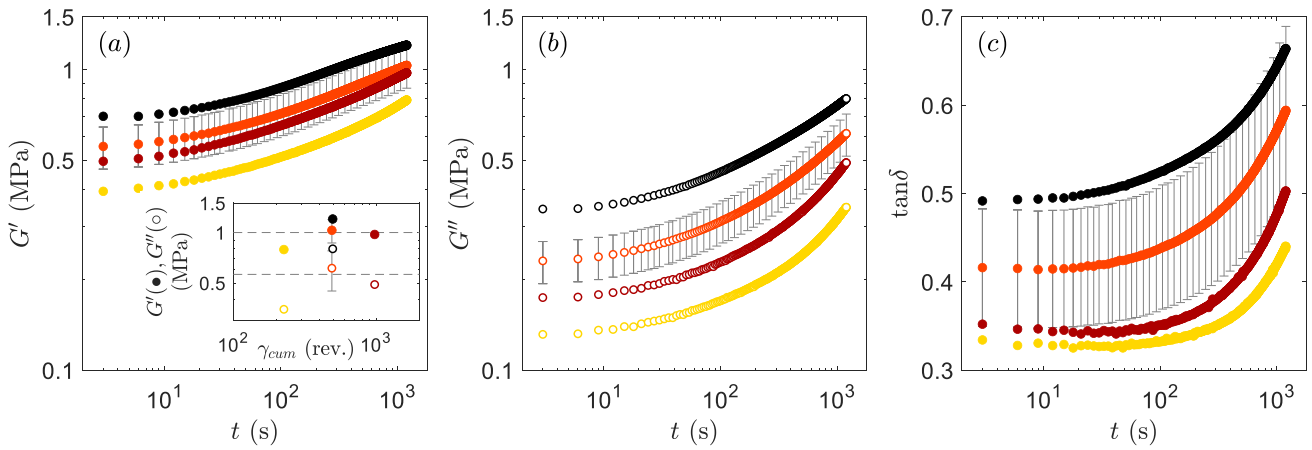 (a)
1.5
1
0.5
0.1
G′ (MPa)
10¹ 10² 10³
t (s)
1.5
1
0.5
G′(●), G″(○)
(MPa)
10² γcum (rev.) 10³
(b)
1.5
1
0.5
0.1
G″ (MPa)
10¹ 10² 10³
t (s)
(c)
0.7
0.6
0.5
0.4
0.3
tanδ
10¹ 10² 10³
t (s)